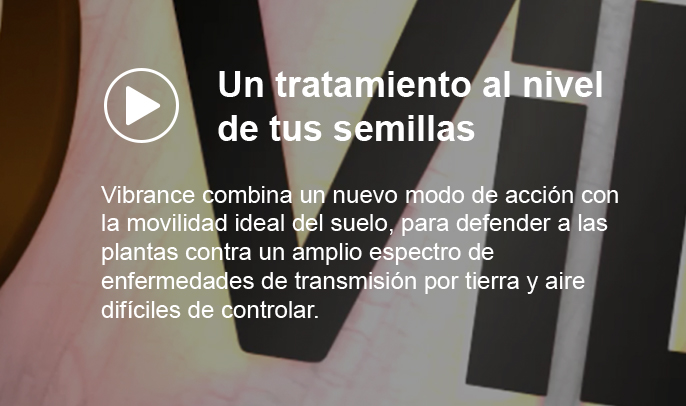 Un tratamiento al nivel
de tus semillas
Vibrance combina un nuevo modo de acción con
la movilidad ideal del suelo, para defender a las
plantas contra un amplio espectro de
enfermedades de transmisión por tierra y aire
difíciles de controlar.